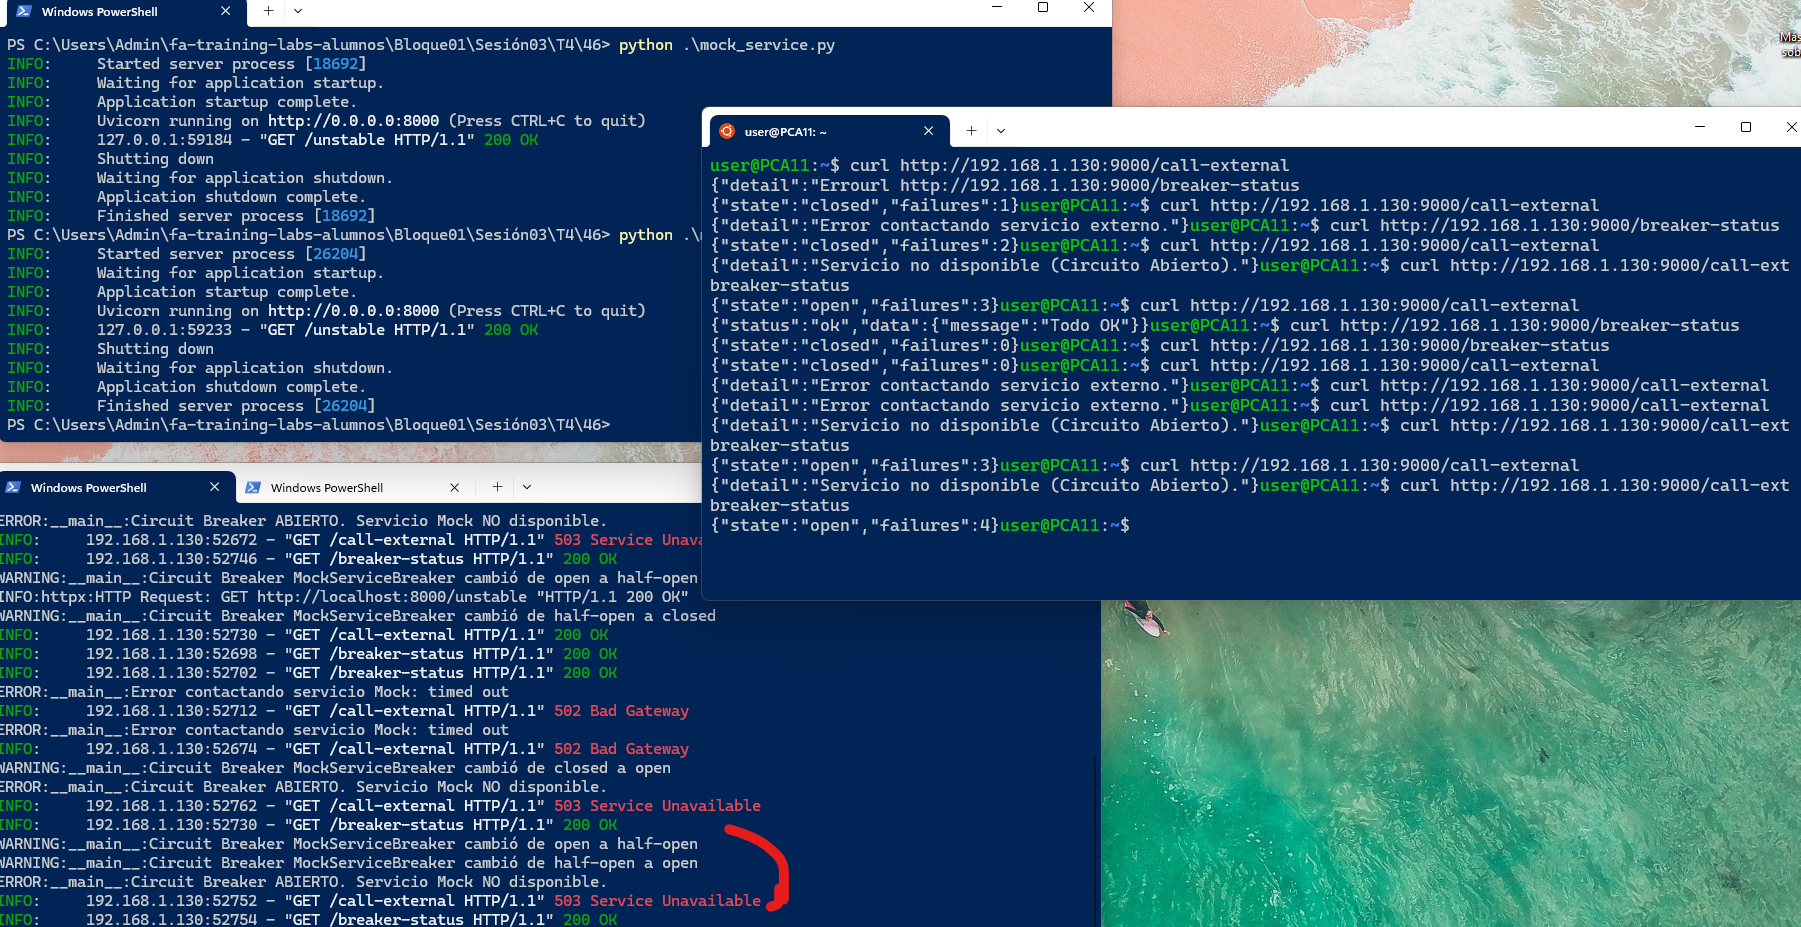 Windows PowerShell
PS C:\Users\Admin\fa-training-labs-alumnos\Bloque01\Sesión03\T4\46> python .\mock_service.py
INFO:     Started server process [18692]
INFO:     Waiting for application startup.
INFO:     Application startup complete.
INFO:     Uvicorn running on http://0.0.0.0:8000 (Press CTRL+C to quit)
INFO:     127.0.0.1:59184 - "GET /unstable HTTP/1.1" 200 OK
INFO:     Shutting down
INFO:     Waiting for application shutdown.
INFO:     Application shutdown complete.
INFO:     Finished server process [18692]
PS C:\Users\Admin\fa-training-labs-alumnos\Bloque01\Sesión03\T4\46> python .\
INFO:     Started server process [26204]
INFO:     Waiting for application startup.
INFO:     Application startup complete.
INFO:     Uvicorn running on http://0.0.0.0:8000 (Press CTRL+C to quit)
INFO:     127.0.0.1:59233 - "GET /unstable HTTP/1.1" 200 OK
INFO:     Shutting down
INFO:     Waiting for application shutdown.
INFO:     Application shutdown complete.
INFO:     Finished server process [26204]
PS C:\Users\Admin\fa-training-labs-alumnos\Bloque01\Sesión03\T4\46>
Mas
sob
user@PCA11: ~
user@PCA11:~$ curl http://192.168.1.130:9000/call-external
{"detail":"Errourl http://192.168.1.130:9000/breaker-status
{"state":"closed","failures":1}user@PCA11:~$ curl http://192.168.1.130:9000/call-external
{"detail":"Error contactando servicio externo."}user@PCA11:~$ curl http://192.168.1.130:9000/breaker-status
{"state":"closed","failures":2}user@PCA11:~$ curl http://192.168.1.130:9000/call-external
{"detail":"Servicio no disponible (Circuito Abierto)."}user@PCA11:~$ curl http://192.168.1.130:9000/call-ext
breaker-status
{"state":"open","failures":3}user@PCA11:~$ curl http://192.168.1.130:9000/call-external
{"status":"ok","data":{"message":"Todo OK"}}user@PCA11:~$ curl http://192.168.1.130:9000/breaker-status
{"state":"closed","failures":0}user@PCA11:~$ curl http://192.168.1.130:9000/breaker-status
{"state":"closed","failures":0}user@PCA11:~$ curl http://192.168.1.130:9000/call-external
{"detail":"Error contactando servicio externo."}user@PCA11:~$ curl http://192.168.1.130:9000/call-external
{"detail":"Error contactando servicio externo."}user@PCA11:~$ curl http://192.168.1.130:9000/call-external
{"detail":"Servicio no disponible (Circuito Abierto)."}user@PCA11:~$ curl http://192.168.1.130:9000/call-ext
breaker-status
{"state":"open","failures":3}user@PCA11:~$ curl http://192.168.1.130:9000/call-external
{"detail":"Servicio no disponible (Circuito Abierto)."}user@PCA11:~$ curl http://192.168.1.130:9000/call-ext
breaker-status
{"state":"open","failures":4}user@PCA11:~$
Windows PowerShell
Windows PowerShell
ERROR:__main__:Circuit Breaker ABIERTO. Servicio Mock NO disponible.
INFO:     192.168.1.130:52672 - "GET /call-external HTTP/1.1" 503 Service Unava
INFO:     192.168.1.130:52746 - "GET /breaker-status HTTP/1.1" 200 OK
WARNING:__main__:Circuit Breaker MockServiceBreaker cambió de open a half-open
INFO:httpx:HTTP Request: GET http://localhost:8000/unstable "HTTP/1.1 200 OK"
WARNING:__main__:Circuit Breaker MockServiceBreaker cambió de half-open a closed
INFO:     192.168.1.130:52730 - "GET /call-external HTTP/1.1" 200 OK
INFO:     192.168.1.130:52698 - "GET /breaker-status HTTP/1.1" 200 OK
INFO:     192.168.1.130:52702 - "GET /breaker-status HTTP/1.1" 200 OK
ERROR:__main__:Error contactando servicio Mock: timed out
INFO:     192.168.1.130:52712 - "GET /call-external HTTP/1.1" 502 Bad Gateway
ERROR:__main__:Error contactando servicio Mock: timed out
INFO:     192.168.1.130:52674 - "GET /call-external HTTP/1.1" 502 Bad Gateway
WARNING:__main__:Circuit Breaker MockServiceBreaker cambió de closed a open
ERROR:__main__:Circuit Breaker ABIERTO. Servicio Mock NO disponible.
INFO:     192.168.1.130:52762 - "GET /call-external HTTP/1.1" 503 Service Unavailable
INFO:     192.168.1.130:52730 - "GET /breaker-status HTTP/1.1" 200 OK
WARNING:__main__:Circuit Breaker MockServiceBreaker cambió de open a half-open
WARNING:__main__:Circuit Breaker MockServiceBreaker cambió de half-open a open
ERROR:__main__:Circuit Breaker ABIERTO. Servicio Mock NO disponible.
INFO:     192.168.1.130:52752 - "GET /call-external HTTP/1.1" 503 Service Unavailable
INFO:     192.168.1.130:52754 - "GET /breaker-status HTTP/1.1" 200 OK